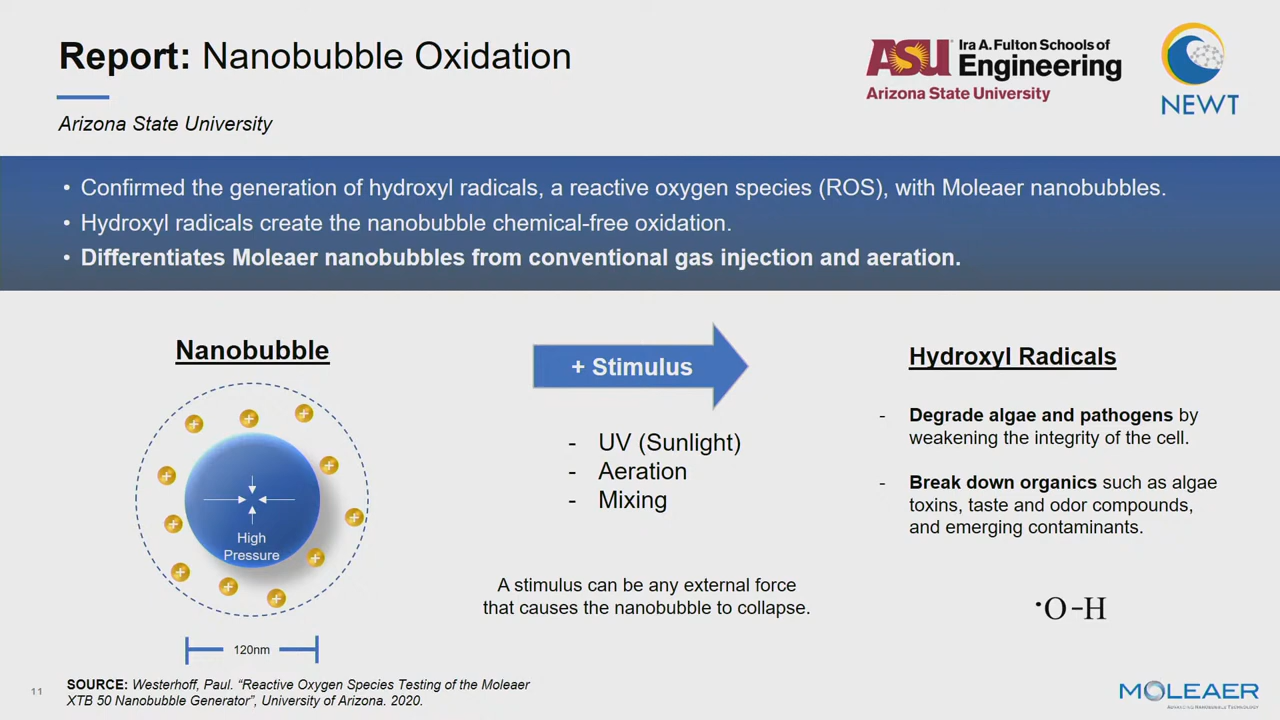 Report: Nanobubble Oxidation
ASU Ira A. Fulton Schools of
Engineering
Arizona State University
NEWT
Arizona State University
• Confirmed the generation of hydroxyl radicals, a reactive oxygen species (ROS), with Moleaer nanobubbles.
• Hydroxyl radicals create the nanobubble chemical-free oxidation.
• Differentiates Moleaer nanobubbles from conventional gas injection and aeration.
Nanobubble
+ + + + + + + + + + + +
High
Pressure
120nm
+ Stimulus
- UV (Sunlight)
- Aeration
- Mixing
A stimulus can be any external force
that causes the nanobubble to collapse.
Hydroxyl Radicals
- Degrade algae and pathogens by
weakening the integrity of the cell.
- Break down organics such as algae
toxins, taste and odor compounds,
and emerging contaminants.
·O-H
11
SOURCE: Westerhoff, Paul. “Reactive Oxygen Species Testing of the Moleaer
XTB 50 Nanobubble Generator”, University of Arizona. 2020.
MOLEAER
ADVANCING NANOBUBBLE TECHNOLOGY